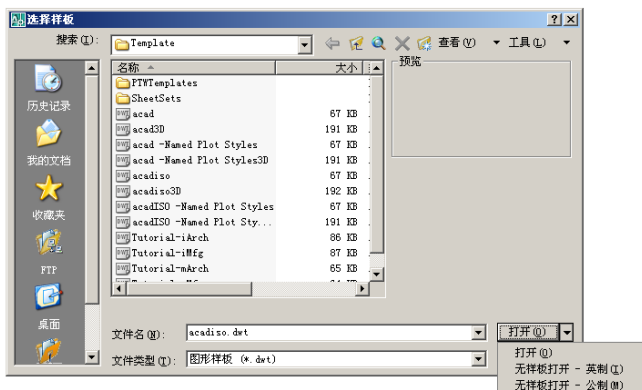 选择样板
搜索(I):
Template
查看(V)
工具(L)
名称
大小
预览
PTWTemplates
SheetSets
acad 67 KB
acad3D 191 KB
acad -Named Plot Styles 67 KB
acad -Named Plot Styles3D 191 KB
acadiso 67 KB
acadiso3D 192 KB
acadISO -Named Plot Styles 67 KB
acadISO -Named Plot Sty... 191 KB
Tutorial-iArch 86 KB
Tutorial-iMfg 87 KB
Tutorial-mArch 65 KB
历史记录
我的文档
收藏夹
FTP
桌面
文件名(N):
acadiso.dwt
打开(O)
文件类型(T):
图形样板 (*.dwt)
打开(O)
无样板打开 - 英制(I)
无样板打开 - 公制(M)